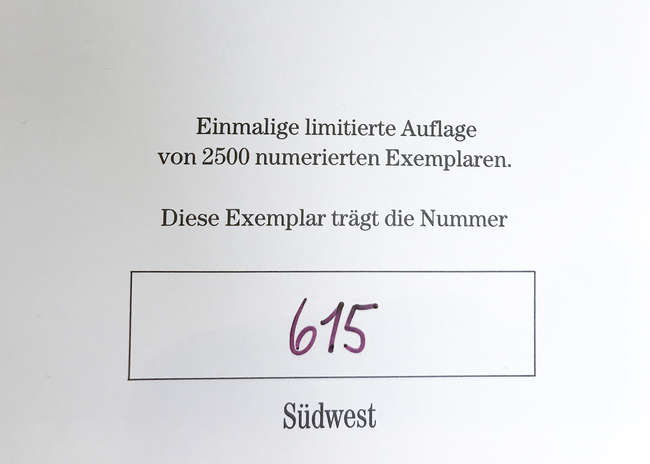 Einmalige limitierte Auflage
von 2500 numerierten Exemplaren.
Diese Exemplar trägt die Nummer
615
Südwest